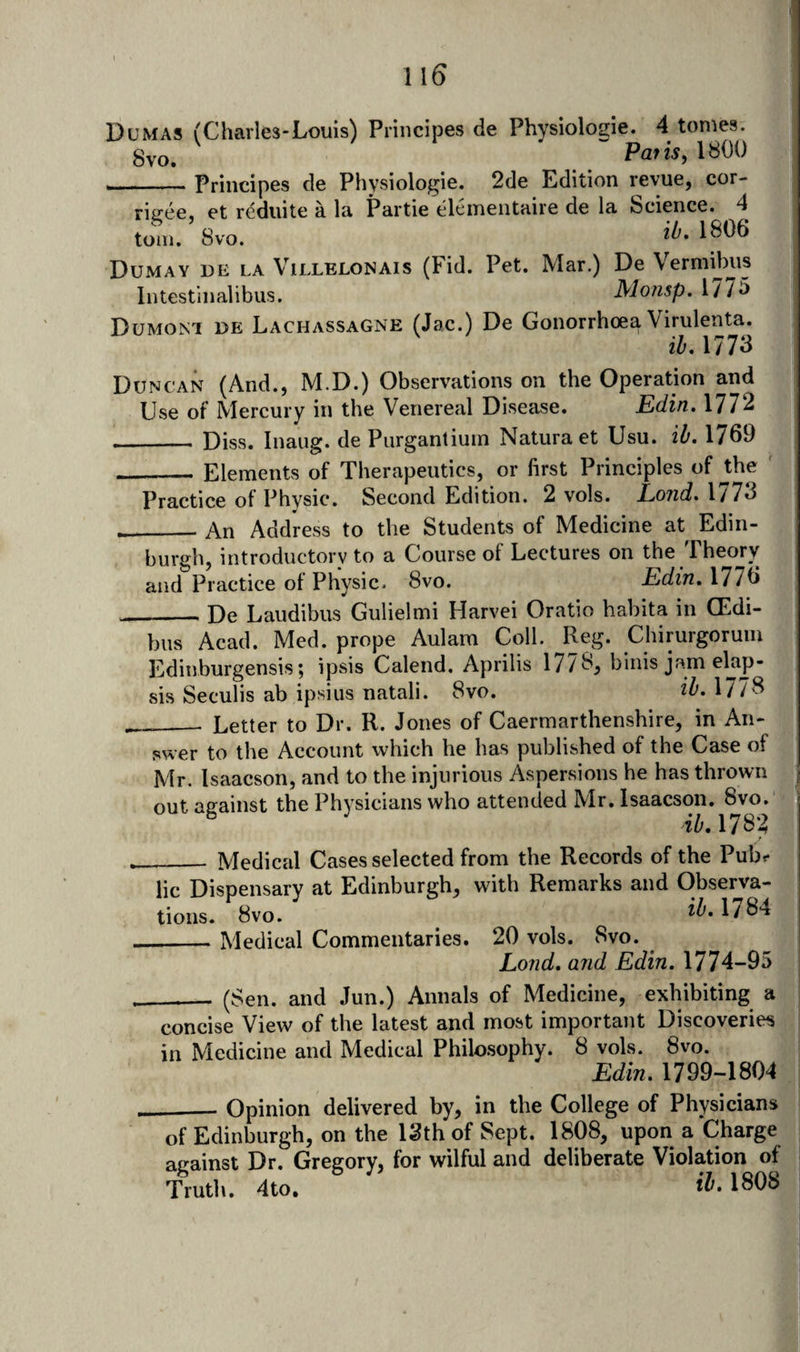 116
DUMAS (Charles-Louis) Principes de Physiologie. 4 tomes.
8vo. Paris, 1800
——— Principes de Physiologie. 2de Edition revue, cor-
rigée, et réduite à la Partie élémentaire de la Science. 4
tom. 8vo. ib. 1806
DUMAY DE LA VILLELONAIS (Fid. Pet. Mar.) De Vermibus
Intestinalibus. Monsp. 1775
DUMONT DE LACHASSAGNE (Jac.) De Gonorrhœa Virulenta.
ib. 1773
DUNCAN (And., M.D.) Observations on the Operation and
Use of Mercury in the Venereal Disease. Edin. 1772
——— Diss. Inaug. de Purgantium Natura et Usu. ib. 1769
——— Elements of Therapeutics, or first Principles of the
Practice of Physic. Second Edition. 2 vols. Lond. 1773
——— An Address to the Students of Medicine at Edin-
burgh, introductory to a Course of Lectures on the Theory
and Practice of Physic. 8vo. Edin. 1776
——— De Laudibus Gulielmi Harvei Oratio habita in Œdi-
bus Acad. Med. prope Aulam Coll. Reg. Chirurgorum
Edinburgensis; ipsis Calend. Aprilis 1778, binis jam elap-
sis Seculis ab ipsius natali. 8vo. ib. 1778
——— Letter to Dr. R. Jones of Caermarthenshire, in An-
swer to the Account which he has published of the Case of
Mr. Isaacson, and to the injurious Aspersions he has thrown
out against the Physicians who attended Mr. Isaacson. 8vo.
ib. 1782
——— Medical Cases selected from the Records of the Pub-
lic Dispensary at Edinburgh, with Remarks and Observa-
tions. 8vo. ib. 1784
——— Medical Commentaries. 20 vols. 8vo.
Lond. and Edin. 1774-95
——— (Sen. and Jun.) Annals of Medicine, exhibiting a
concise View of the latest and most important Discoveries
in Medicine and Medical Philosophy. 8 vols. 8vo.
Edin. 1799-1804
——— Opinion delivered by, in the College of Physicians
of Edinburgh, on the 13th of Sept. 1808, upon a Charge
against Dr. Gregory, for wilful and deliberate Violation of
Truth. 4to. ib. 1808